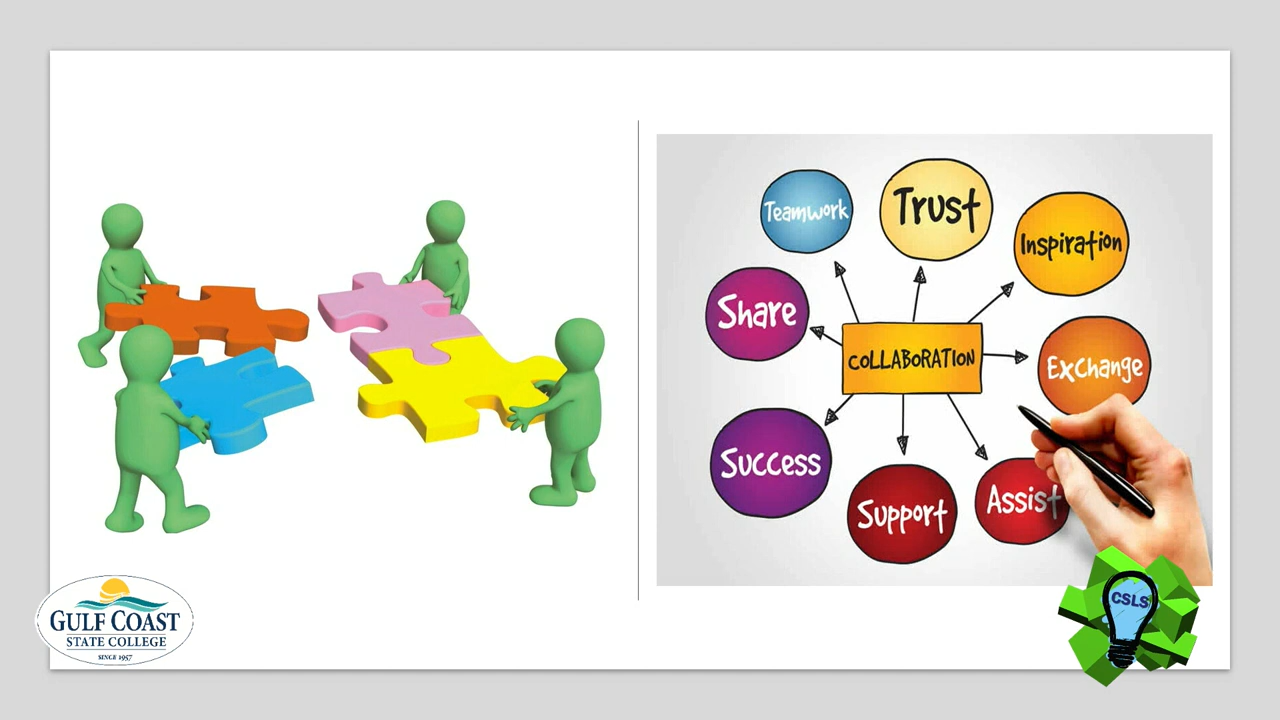 Teamwork
Trust
Inspiration
Share
COLLABORATION
ExChange
Success
Support
Assist
GULF COAST
STATE COLLEGE
SINCE 1957
CSLS